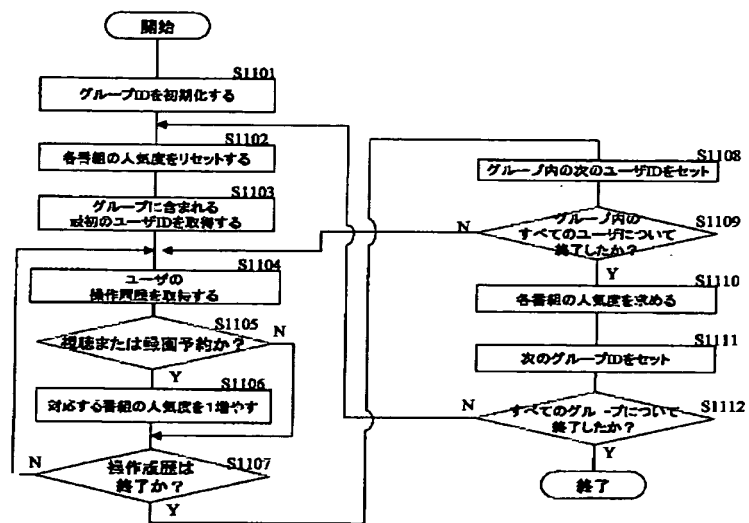 開始
S1101
グループIDを初期化する
S1102
各番組の人気度をリセットする
S1103
グループに含まれる
最初のユーザIDを取得する
S1104
ユーザの
操作履歴を取得する
S1105
視聴または録画予約か?
N
Y
S1106
対応する番組の人気度を1増やす
N
操作履歴は
終了か?
S1107
Y
S1108
グループ内の次のユーザIDをセット
N
グループ内の
すべてのユーザについて
終了したか?
S1109
Y
S1110
各番組の人気度を求める
S1111
次のグループIDをセット
N
すべてのグループについて
終了したか?
S1112
Y
終了